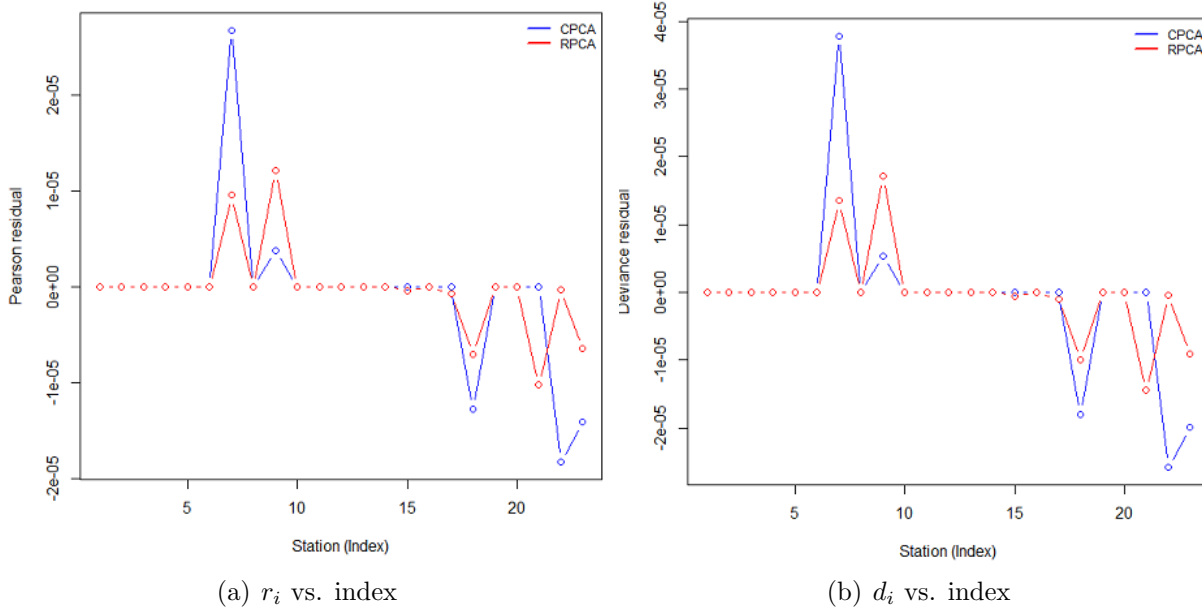 CPCA
RPCA
Pearson residual
2e-05
1e-05
0e+00
-1e-05
-2e-05
5
10
15
20
Station (Index)
(a) r_i vs. index
CPCA
RPCA
Deviance residual
4e-05
3e-05
2e-05
1e-05
0e+00
-1e-05
-2e-05
5
10
15
20
Station (Index)
(b) d_i vs. index